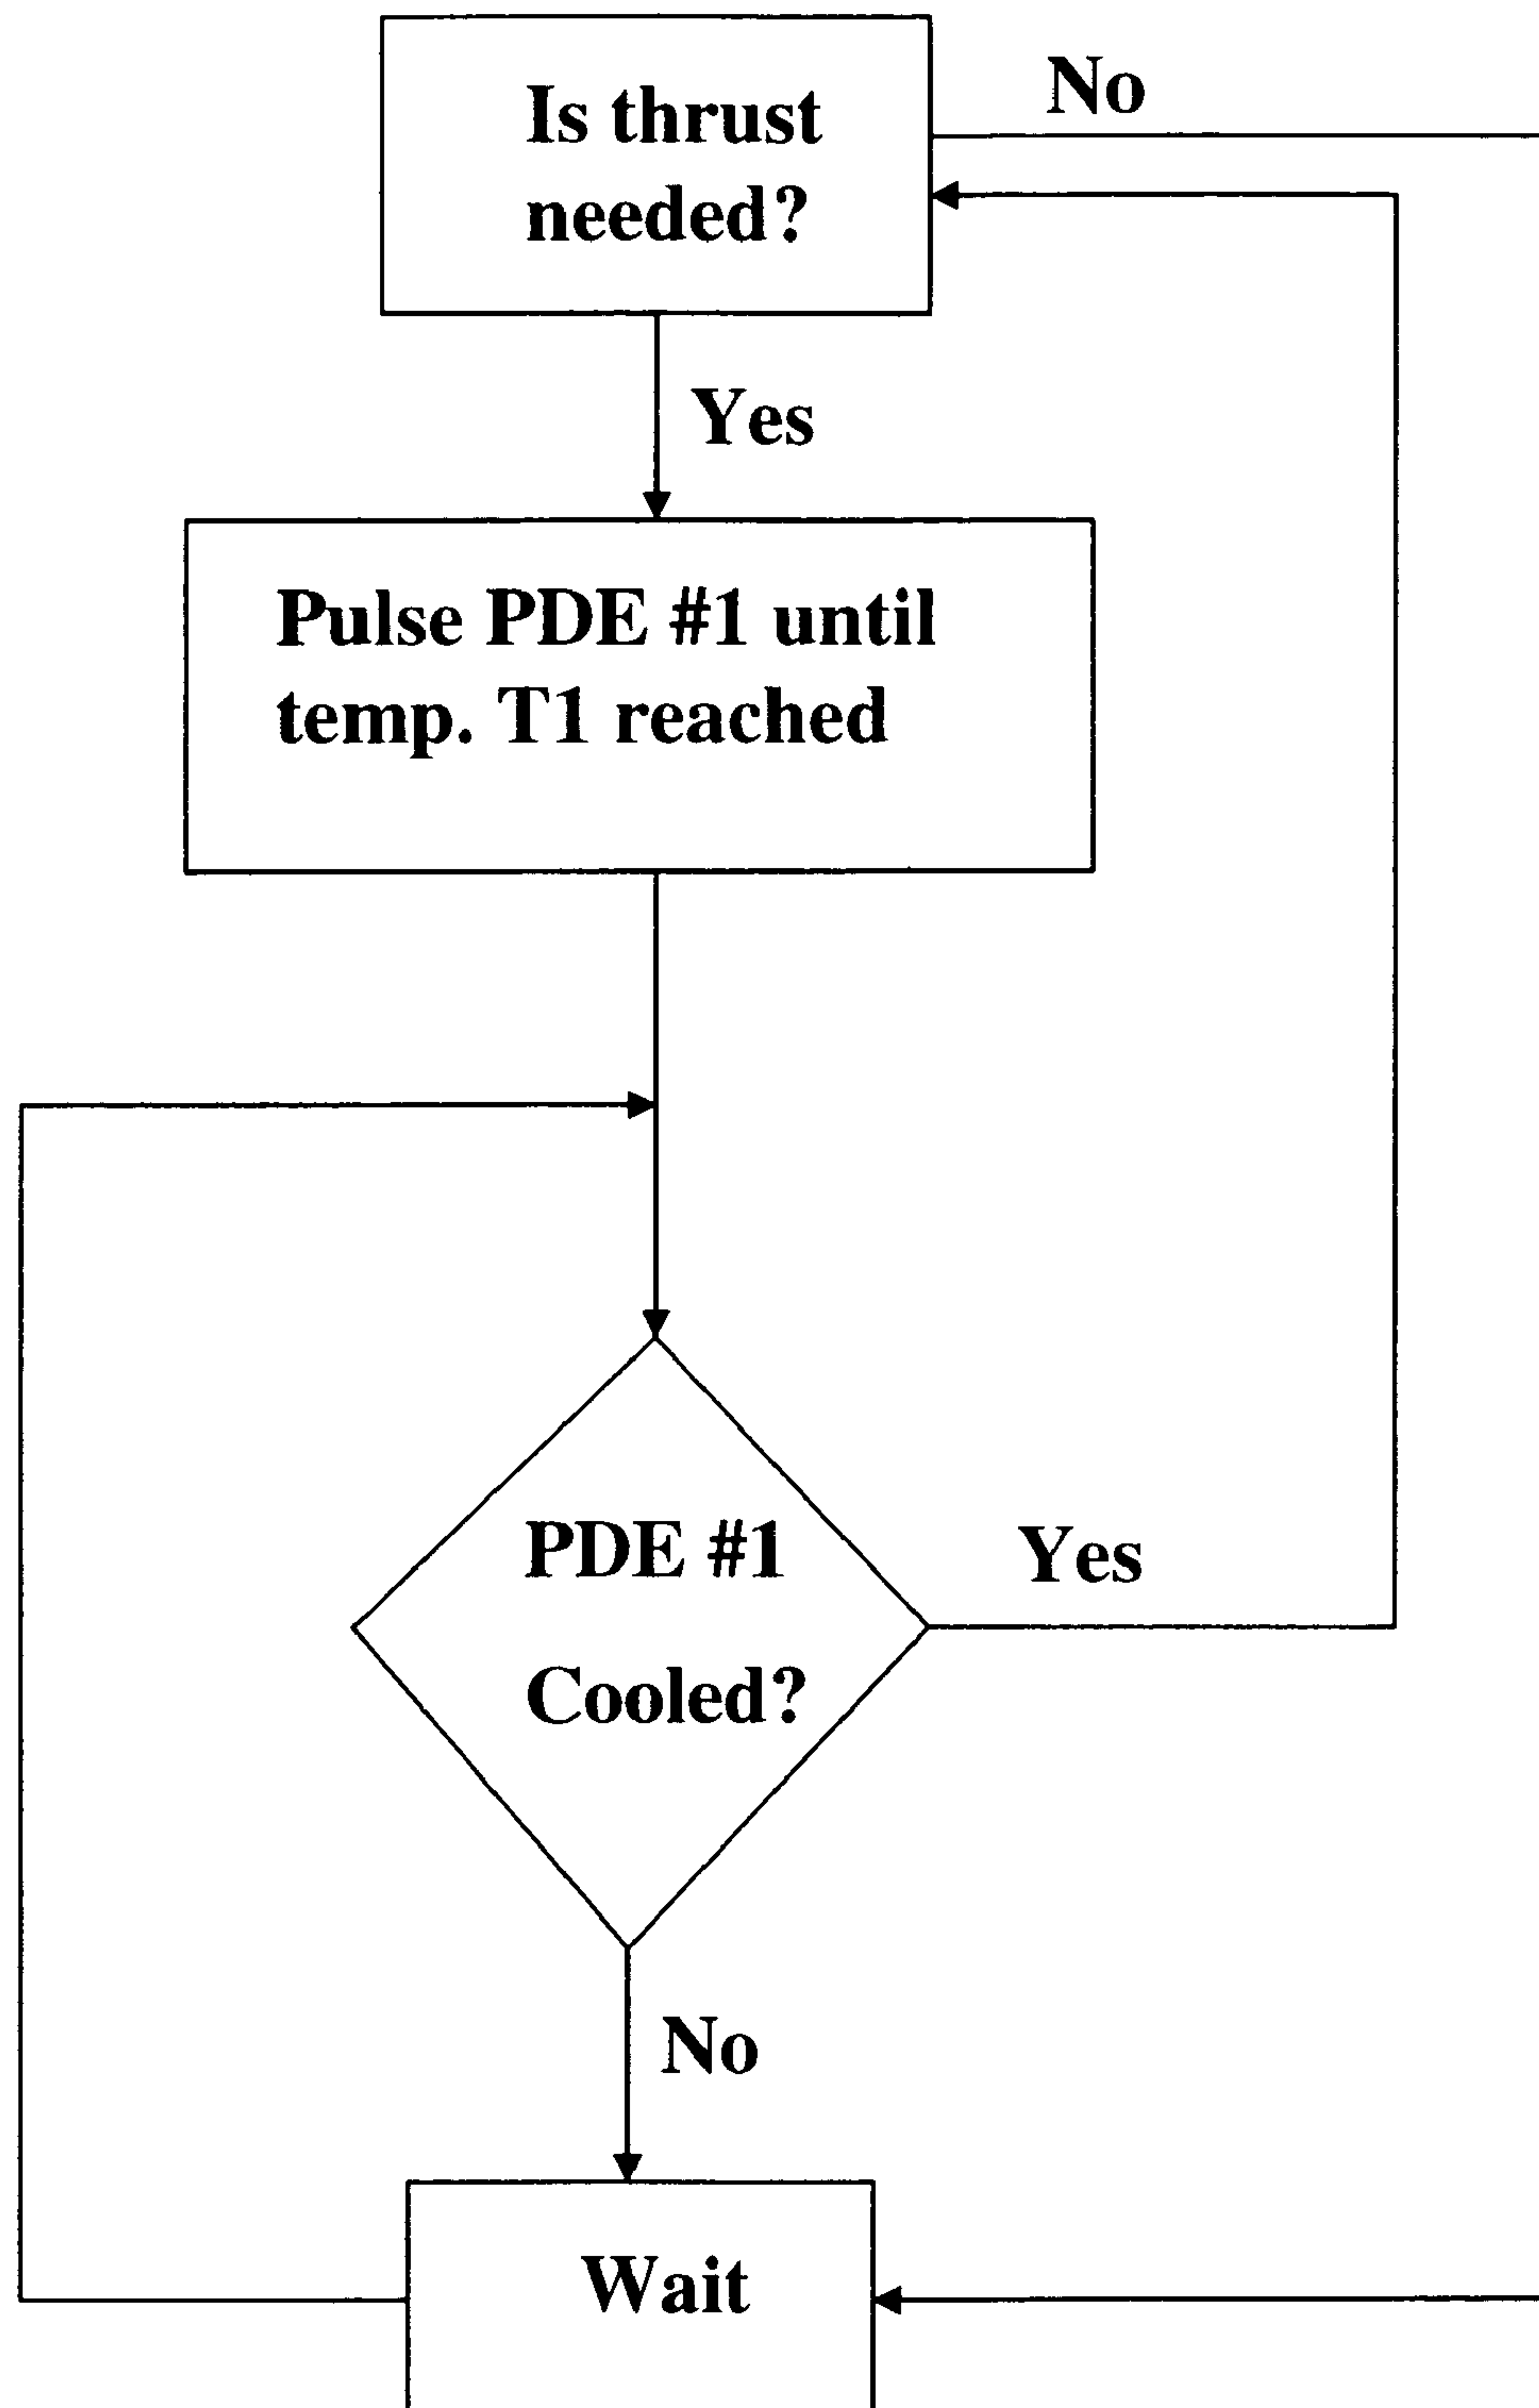 Is thrust
needed?
No
Yes
Pulse PDE #1 until
temp. T1 reached
PDE #1
Cooled?
Yes
No
Wait